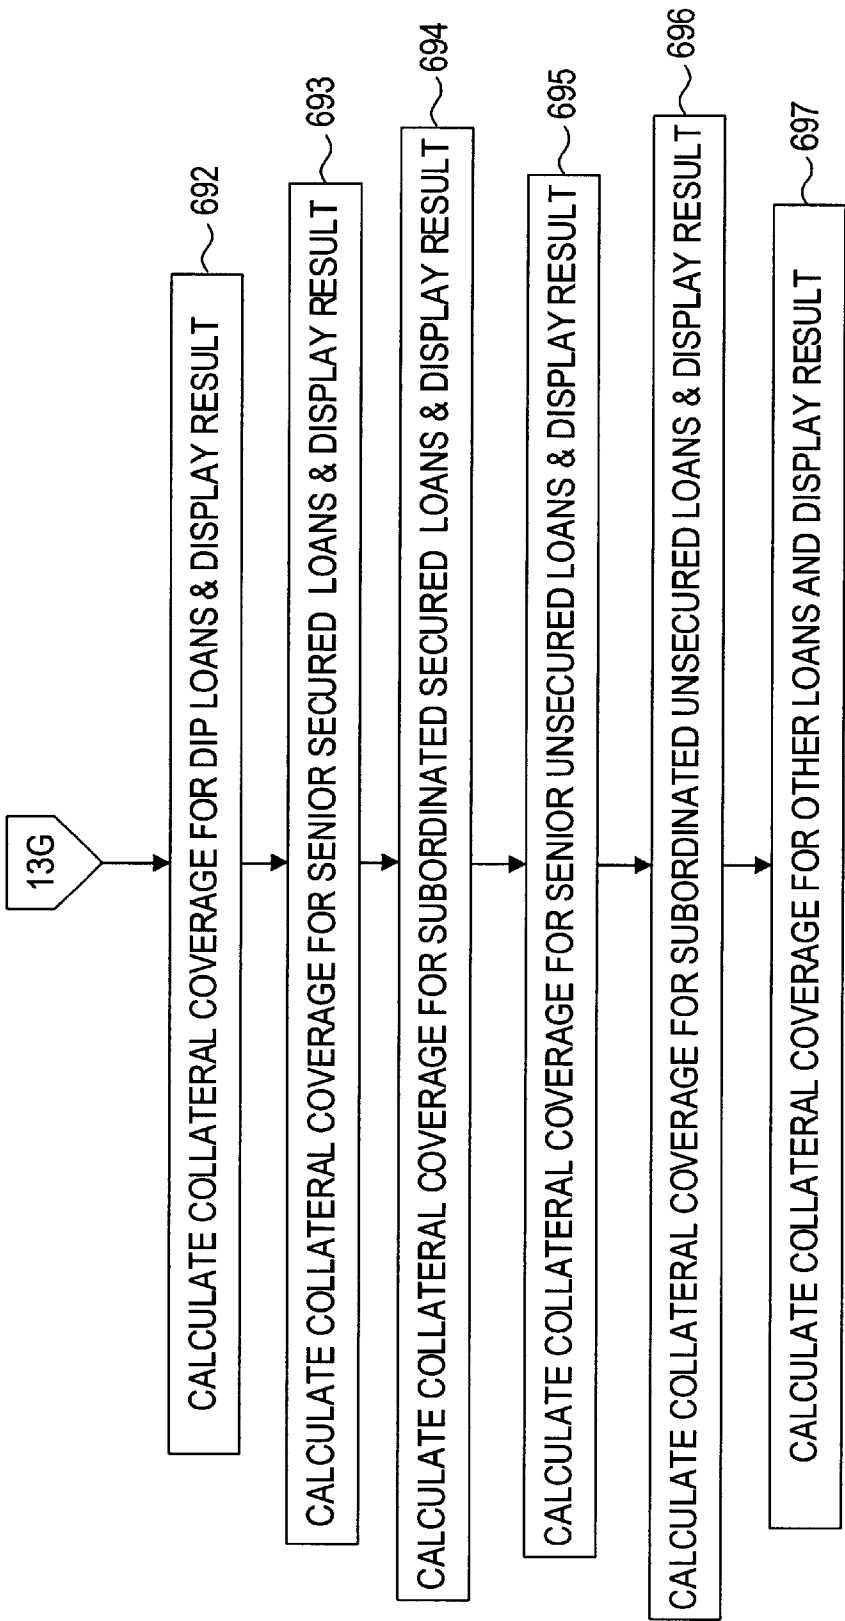 13G
CALCULATE COLLATERAL COVERAGE FOR DIP LOANS & DISPLAY RESULT
692
CALCULATE COLLATERAL COVERAGE FOR SENIOR SECURED LOANS & DISPLAY RESULT
693
CALCULATE COLLATERAL COVERAGE FOR SUBORDINATED SECURED LOANS & DISPLAY RESULT
694
CALCULATE COLLATERAL COVERAGE FOR SENIOR UNSECURED LOANS & DISPLAY RESULT
695
CALCULATE COLLATERAL COVERAGE FOR SUBORDINATED UNSECURED LOANS & DISPLAY RESULT
696
CALCULATE COLLATERAL COVERAGE FOR OTHER LOANS AND DISPLAY RESULT
697